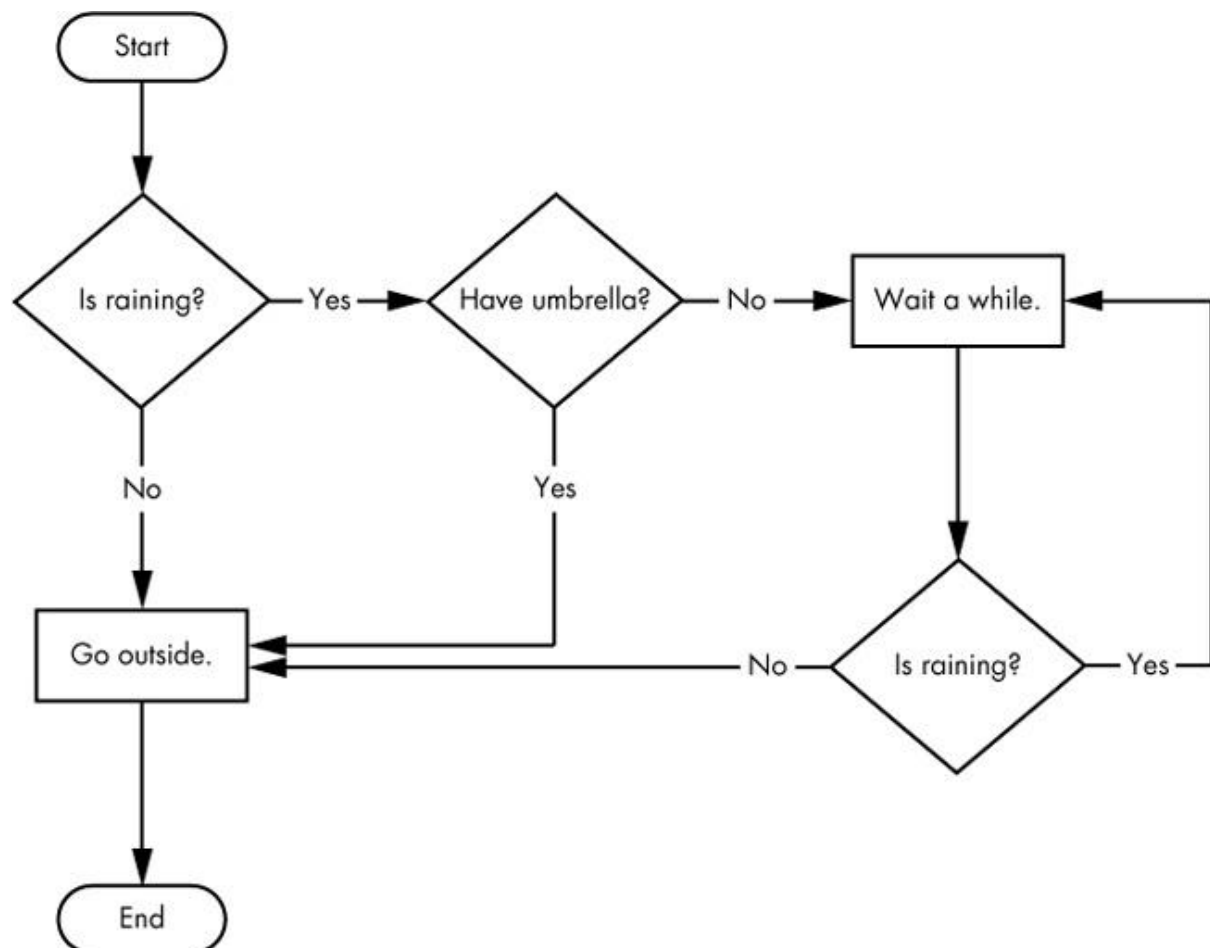 Start
Is raining?
Yes
Have umbrella?
No
Wait a while.
No
Yes
Go outside.
No
Is raining?
Yes
End